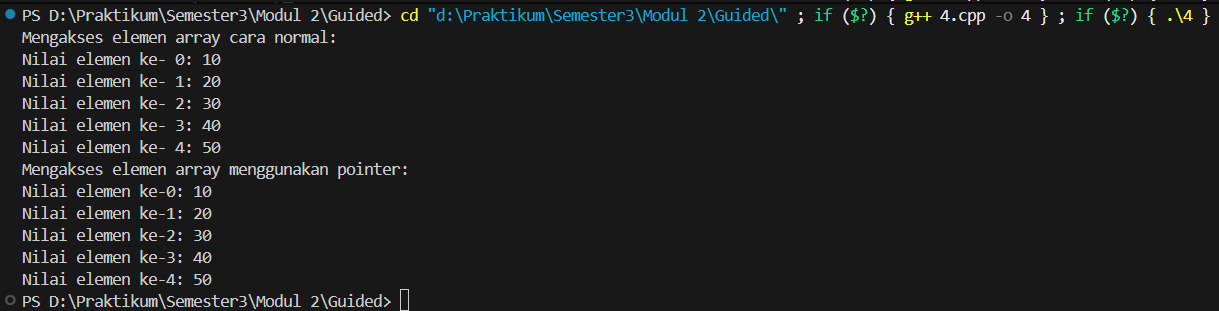 PS D:\Praktikum\Semester3\Modul 2\Guided> cd "d:\Praktikum\Semester3\Modul 2\Guided\" ; if ($?) { g++ 4.cpp -o 4 } ; if ($?) { .\4 }
Mengakses elemen array cara normal:
Nilai elemen ke- 0: 10
Nilai elemen ke- 1: 20
Nilai elemen ke- 2: 30
Nilai elemen ke- 3: 40
Nilai elemen ke- 4: 50
Mengakses elemen array menggunakan pointer:
Nilai elemen ke-0: 10
Nilai elemen ke-1: 20
Nilai elemen ke-2: 30
Nilai elemen ke-3: 40
Nilai elemen ke-4: 50
PS D:\Praktikum\Semester3\Modul 2\Guided>